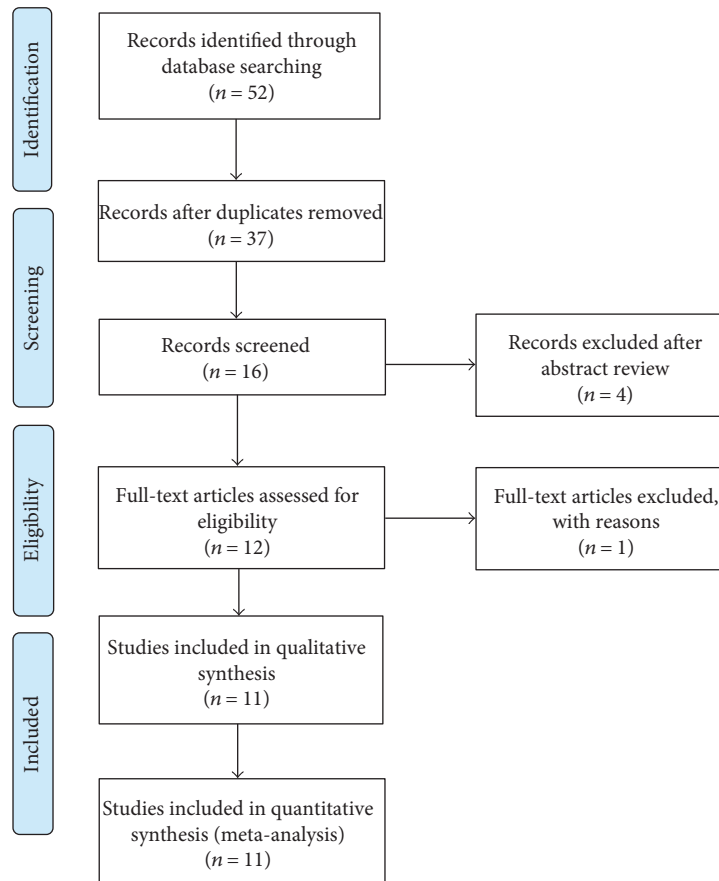 Identification
Records identified through
database searching
(n = 52)
Screening
Records after duplicates removed
(n = 37)
Records screened
(n = 16)
Records excluded after
abstract review
(n = 4)
Eligibility
Full-text articles assessed for
eligibility
(n = 12)
Full-text articles excluded,
with reasons
(n = 1)
Included
Studies included in qualitative
synthesis
(n = 11)
Studies included in quantitative
synthesis (meta-analysis)
(n = 11)